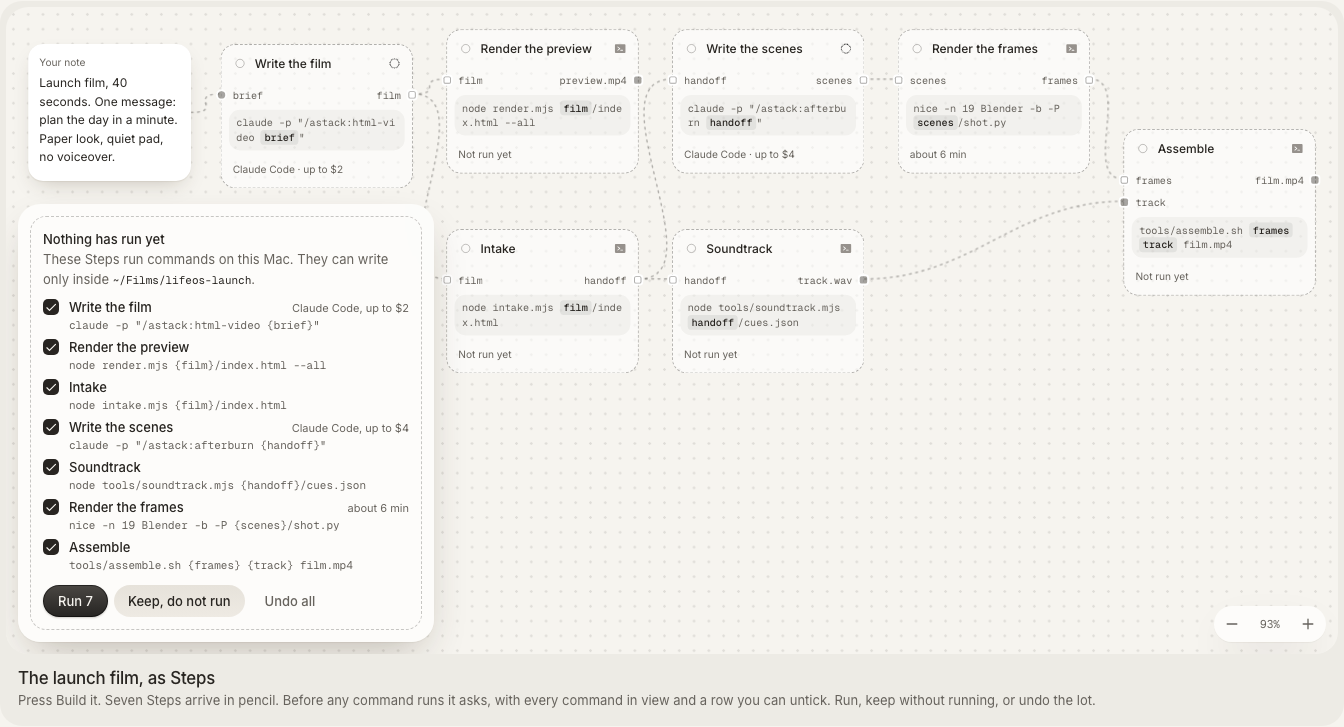 Your note
Launch film, 40
seconds. One message:
plan the day in a minute.
Paper look, quiet pad,
no voiceover.
Write the film
brief
film
claude -p "/astack:html-vi
deo brief"
Claude Code · up to $2
Render the preview
film
preview.mp4
node render.mjs film/inde
x.html --all
Not run yet
Write the scenes
handoff
scenes
claude -p "/astack:afterbu
rn handoff"
Claude Code · up to $4
Render the frames
scenes
frames
nice -n 19 Blender -b -P
scenes/shot.py
about 6 min
Assemble
frames
film.mp4
track
tools/assemble.sh frames
track film.mp4
Not run yet
Intake
film
handoff
node intake.mjs film/inde
x.html
Not run yet
Soundtrack
handoff
track.wav
node tools/soundtrack.mjs
handoff/cues.json
Not run yet
Nothing has run yet
These Steps run commands on this Mac. They can write
only inside ~/Films/lifeos-launch.
Write the film
Claude Code, up to $2
claude -p "/astack:html-video {brief}"
Render the preview
node render.mjs {film}/index.html --all
Intake
node intake.mjs {film}/index.html
Write the scenes
Claude Code, up to $4
claude -p "/astack:afterburn {handoff}"
Soundtrack
node tools/soundtrack.mjs {handoff}/cues.json
Render the frames
about 6 min
nice -n 19 Blender -b -P {scenes}/shot.py
Assemble
tools/assemble.sh {frames} {track} film.mp4
Run 7
Keep, do not run
Undo all
93%
The launch film, as Steps
Press Build it. Seven Steps arrive in pencil. Before any command runs it asks, with every command in view and a row you can untick. Run, keep without running, or undo the lot.